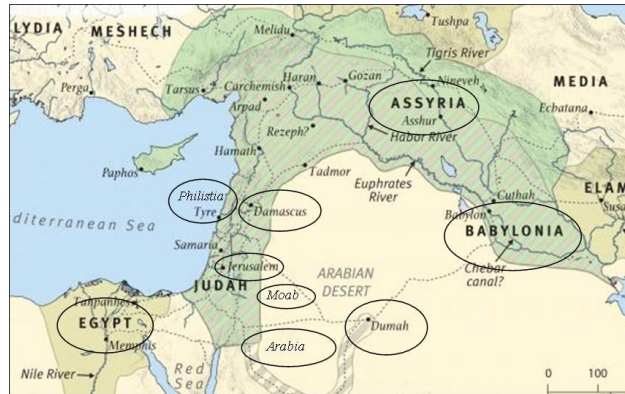 LYDIA
MESHECH
Tushpa
Melidu
Tigris River
Perga
Tarsus
Carchemish
Haran
Gozan
Nineveh
MEDIA
Arpad
ASSYRIA
Ecbatana
Asshur
Rezeph?
Habor River
Hamath
Paphos
Tadmor
Euphrates
River
Cuthah
ELAM
Philistia
Tyre
Damascus
Susa
diterranean Sea
Babylon
BABYLONIA
Samaria
Chebar
canal?
Jerusalem
JUDAH
ARABIAN
DESERT
Moab
Tahpanhes
EGYPT
Dumah
Memphis
Arabia
Red
Sea
Nile River
0
100